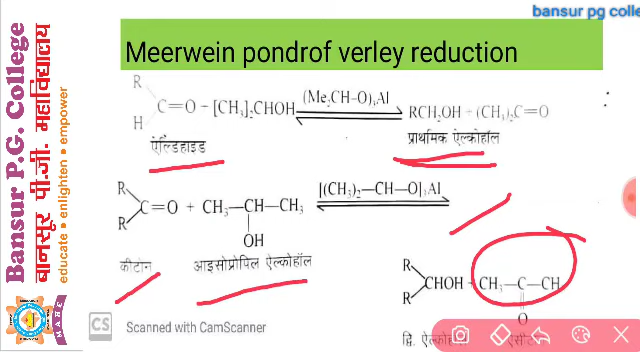 bansur pg colle
Meerwein pondrof verley reduction
Bansur P.G. College
बानसूर पी.जी. महाविद्यालय
educate • enlighten • empower
R
C=O + [CH₃]₂CHOH (Me₂CH–O)₃Al RCH₂OH + (CH₃)₂C=O
H
ऐल्डिहाइड प्राथमिक ऐल्कोहॉल
R
C=O + CH₃—CH—CH₃ [(CH₃)₂–CH–O]₃Al
R
OH
कीटोन आइसोप्रोपिल ऐल्कोहॉल
R
CHOH + CH₃—C—CH
R
O
द्वि ऐल्कोहॉल ऐसीटोन
CS Scanned with CamScanner